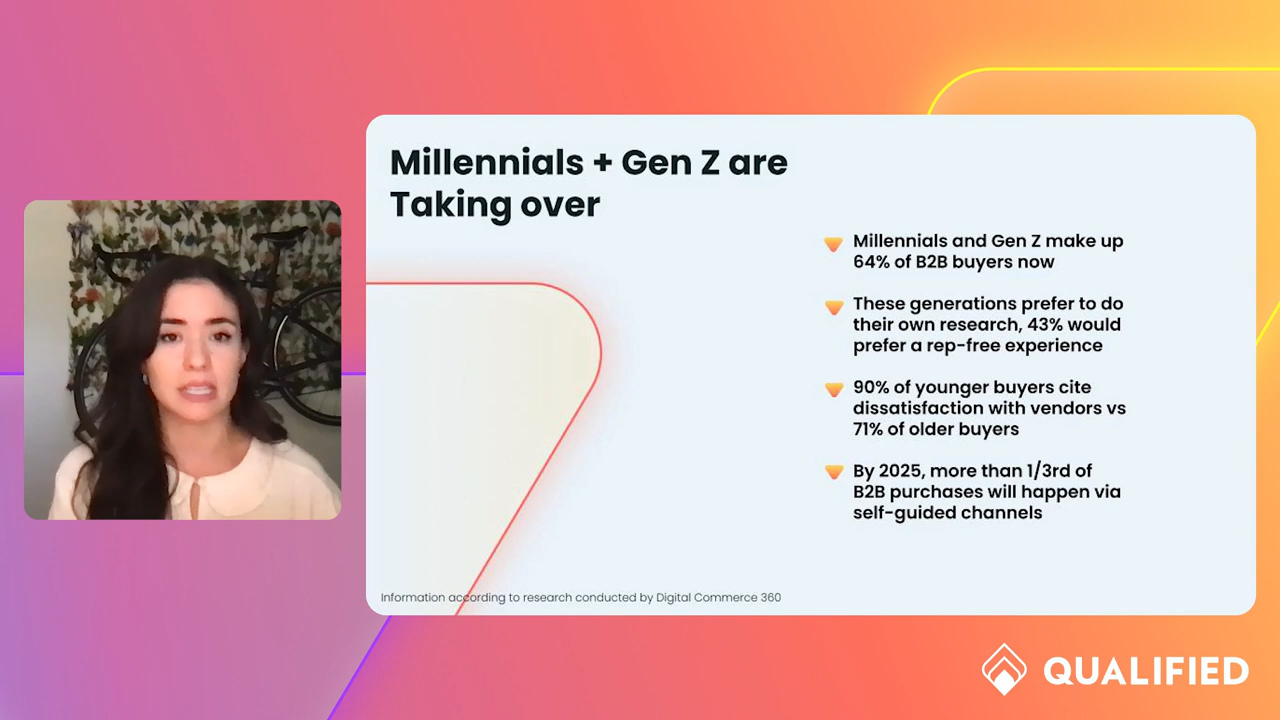 Millennials + Gen Z are
Taking over
Millennials and Gen Z make up
64% of B2B buyers now
These generations prefer to do
their own research, 43% would
prefer a rep-free experience
90% of younger buyers cite
dissatisfaction with vendors vs
71% of older buyers
By 2025, more than 1/3rd of
B2B purchases will happen via
self-guided channels
Information according to research conducted by Digital Commerce 360
QUALIFIED